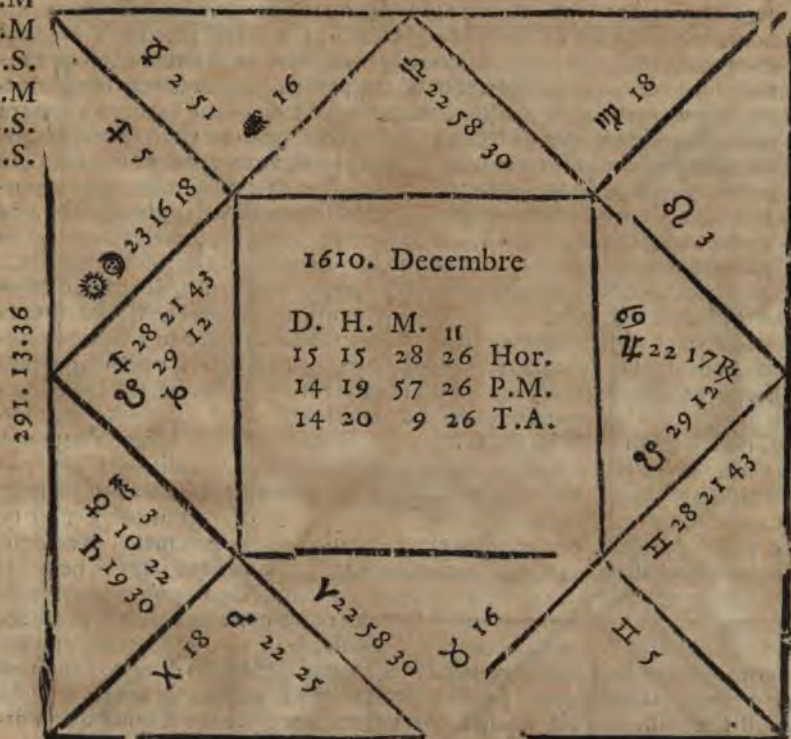 .M
.M
.S.
.M
.S.
.S.
☿ 2 51
♏ 16
♎ 22 58 30
♍ 18
♐ 5
♌ 3
23 16 18
1610. Decembre
D. H. M. 11
15 15 28 26 Hor.
14 19 57 26 P.M.
14 20 9 26 T.A.
♐ 28 21 43
☋ 29 12
♑
♋
♃ 22 17 ℞
☋ 29 12
♊ 28 21 43
291. 13.36
3
♀ 10 22
♄ 19 30
♈ 22 58 30
♉ 16
♊ 5
♓ 18
♂ 22 25